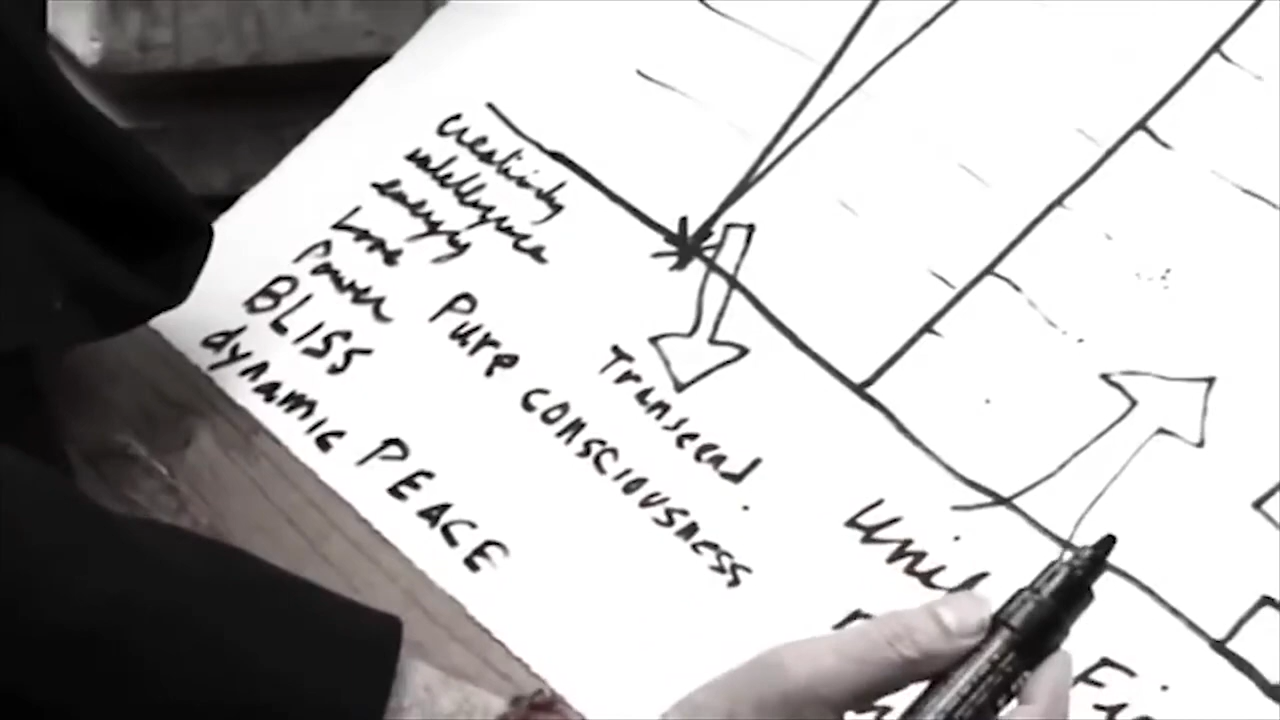 creativity
intelligence
energy
Love
Power
BLISS
dynamic PEACE
Pure consciousness
Transcend.